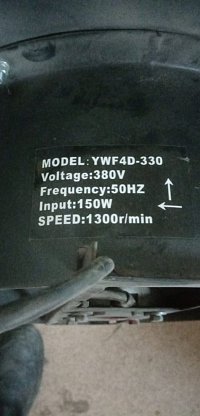 MODEL: YWF4D-330
Voltage:380V
Frequency:50HZ
Input:150W
SPEED:1300r/min